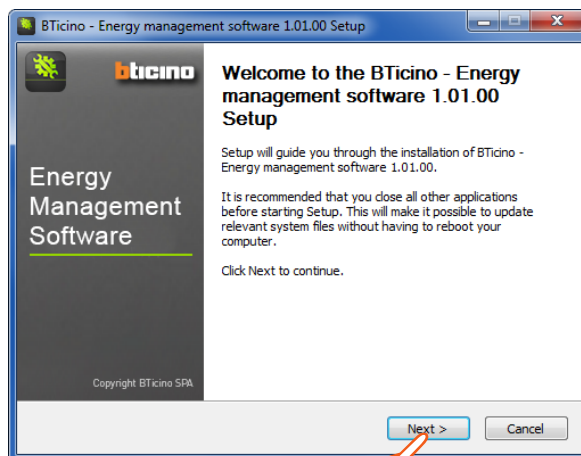 BTicino - Energy management software 1.01.00 Setup
bticino
Welcome to the BTicino - Energy
management software 1.01.00
Setup
Setup will guide you through the installation of BTicino -
Energy management software 1.01.00.
It is recommended that you close all other applications
before starting Setup. This will make it possible to update
relevant system files without having to reboot your
computer.
Click Next to continue.
Energy
Management
Software
Copyright BTicino SPA
Next >
Cancel